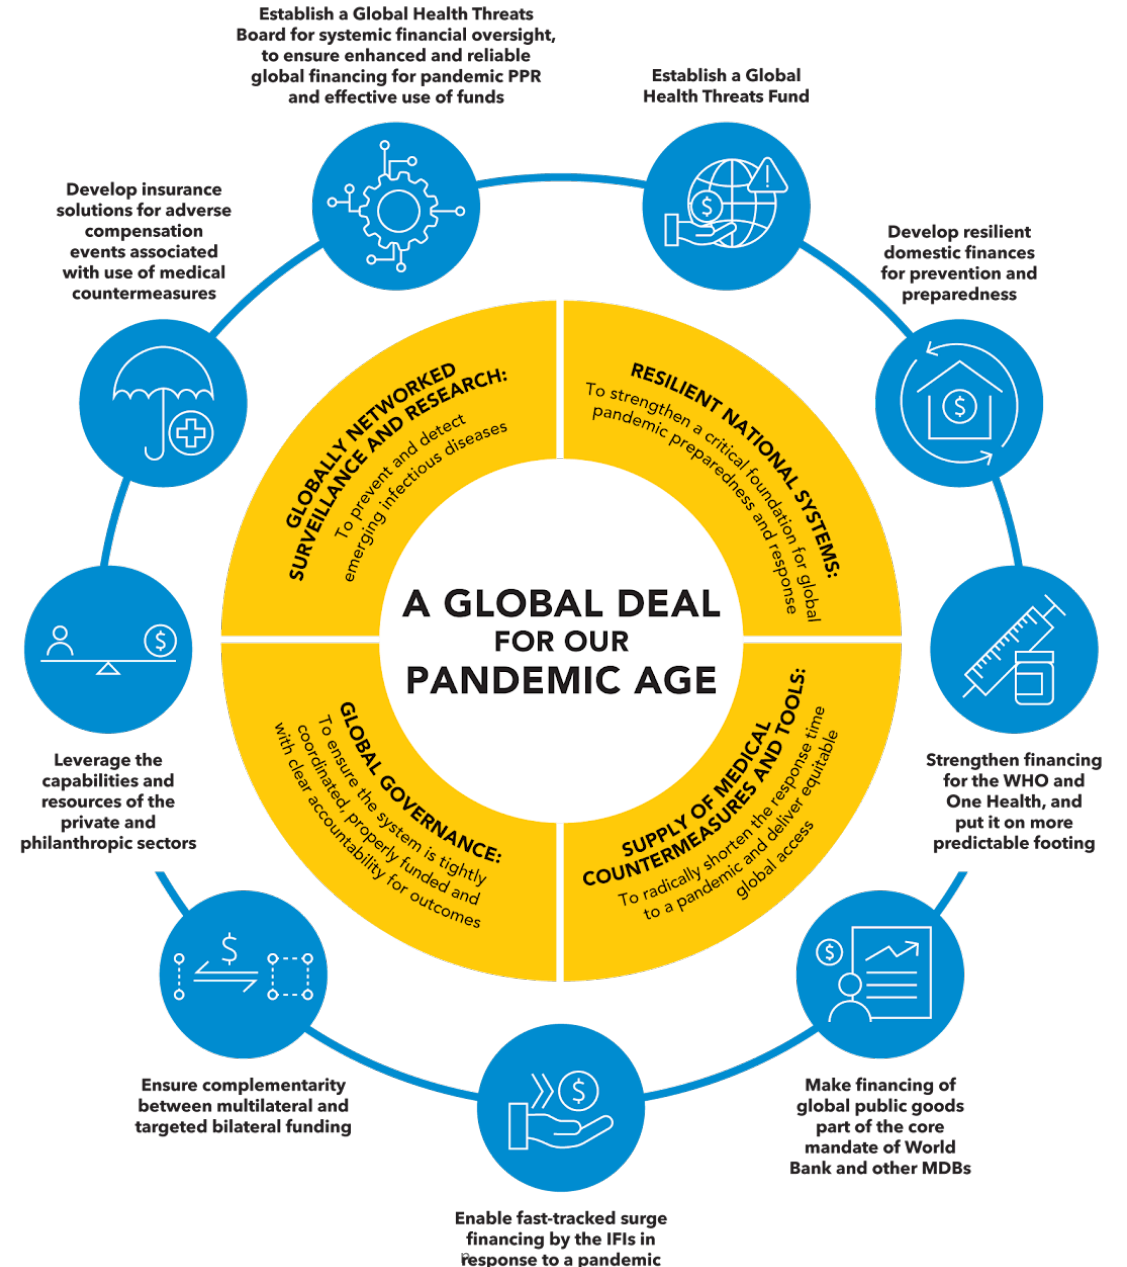 Establish a Global Health Threats
Board for systemic financial oversight,
to ensure enhanced and reliable
global financing for pandemic PPR
and effective use of funds
Establish a Global
Health Threats Fund
Develop insurance
solutions for adverse
compensation
events associated
with use of medical
countermeasures
Develop resilient
domestic finances
for prevention and
preparedness
GLOBALLY NETWORKED
SURVEILLANCE AND RESEARCH:
To prevent and detect
emerging infectious diseases
RESILIENT NATIONAL SYSTEMS:
To strengthen a critical foundation for global
pandemic preparedness and response
A GLOBAL DEAL
FOR OUR
PANDEMIC AGE
GLOBAL GOVERNANCE:
To ensure the system is tightly
coordinated, properly funded and
with clear accountability for outcomes
SUPPLY OF MEDICAL
COUNTERMEASURES AND TOOLS:
To radically shorten the response time
to a pandemic and deliver equitable
global access
Leverage the
capabilities and
resources of the
private and
philanthropic sectors
Strengthen financing
for the WHO and
One Health, and
put it on more
predictable footing
Ensure complementarity
between multilateral and
targeted bilateral funding
Make financing of
global public goods
part of the core
mandate of World
Bank and other MDBs
Enable fast-tracked surge
financing by the IFIs in
response to a pandemic